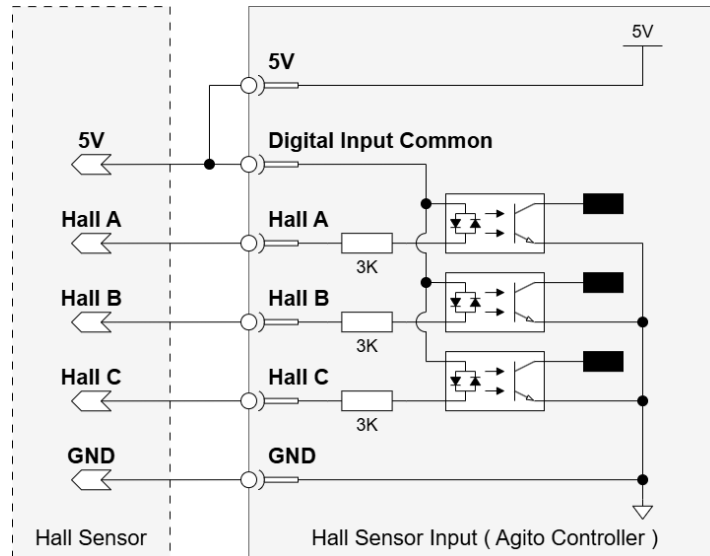 5V
5V
Digital Input Common
5V
Hall A
Hall A
3K
Hall B
Hall B
3K
Hall C
Hall C
3K
GND
GND
Hall Sensor
Hall Sensor Input ( Agito Controller )